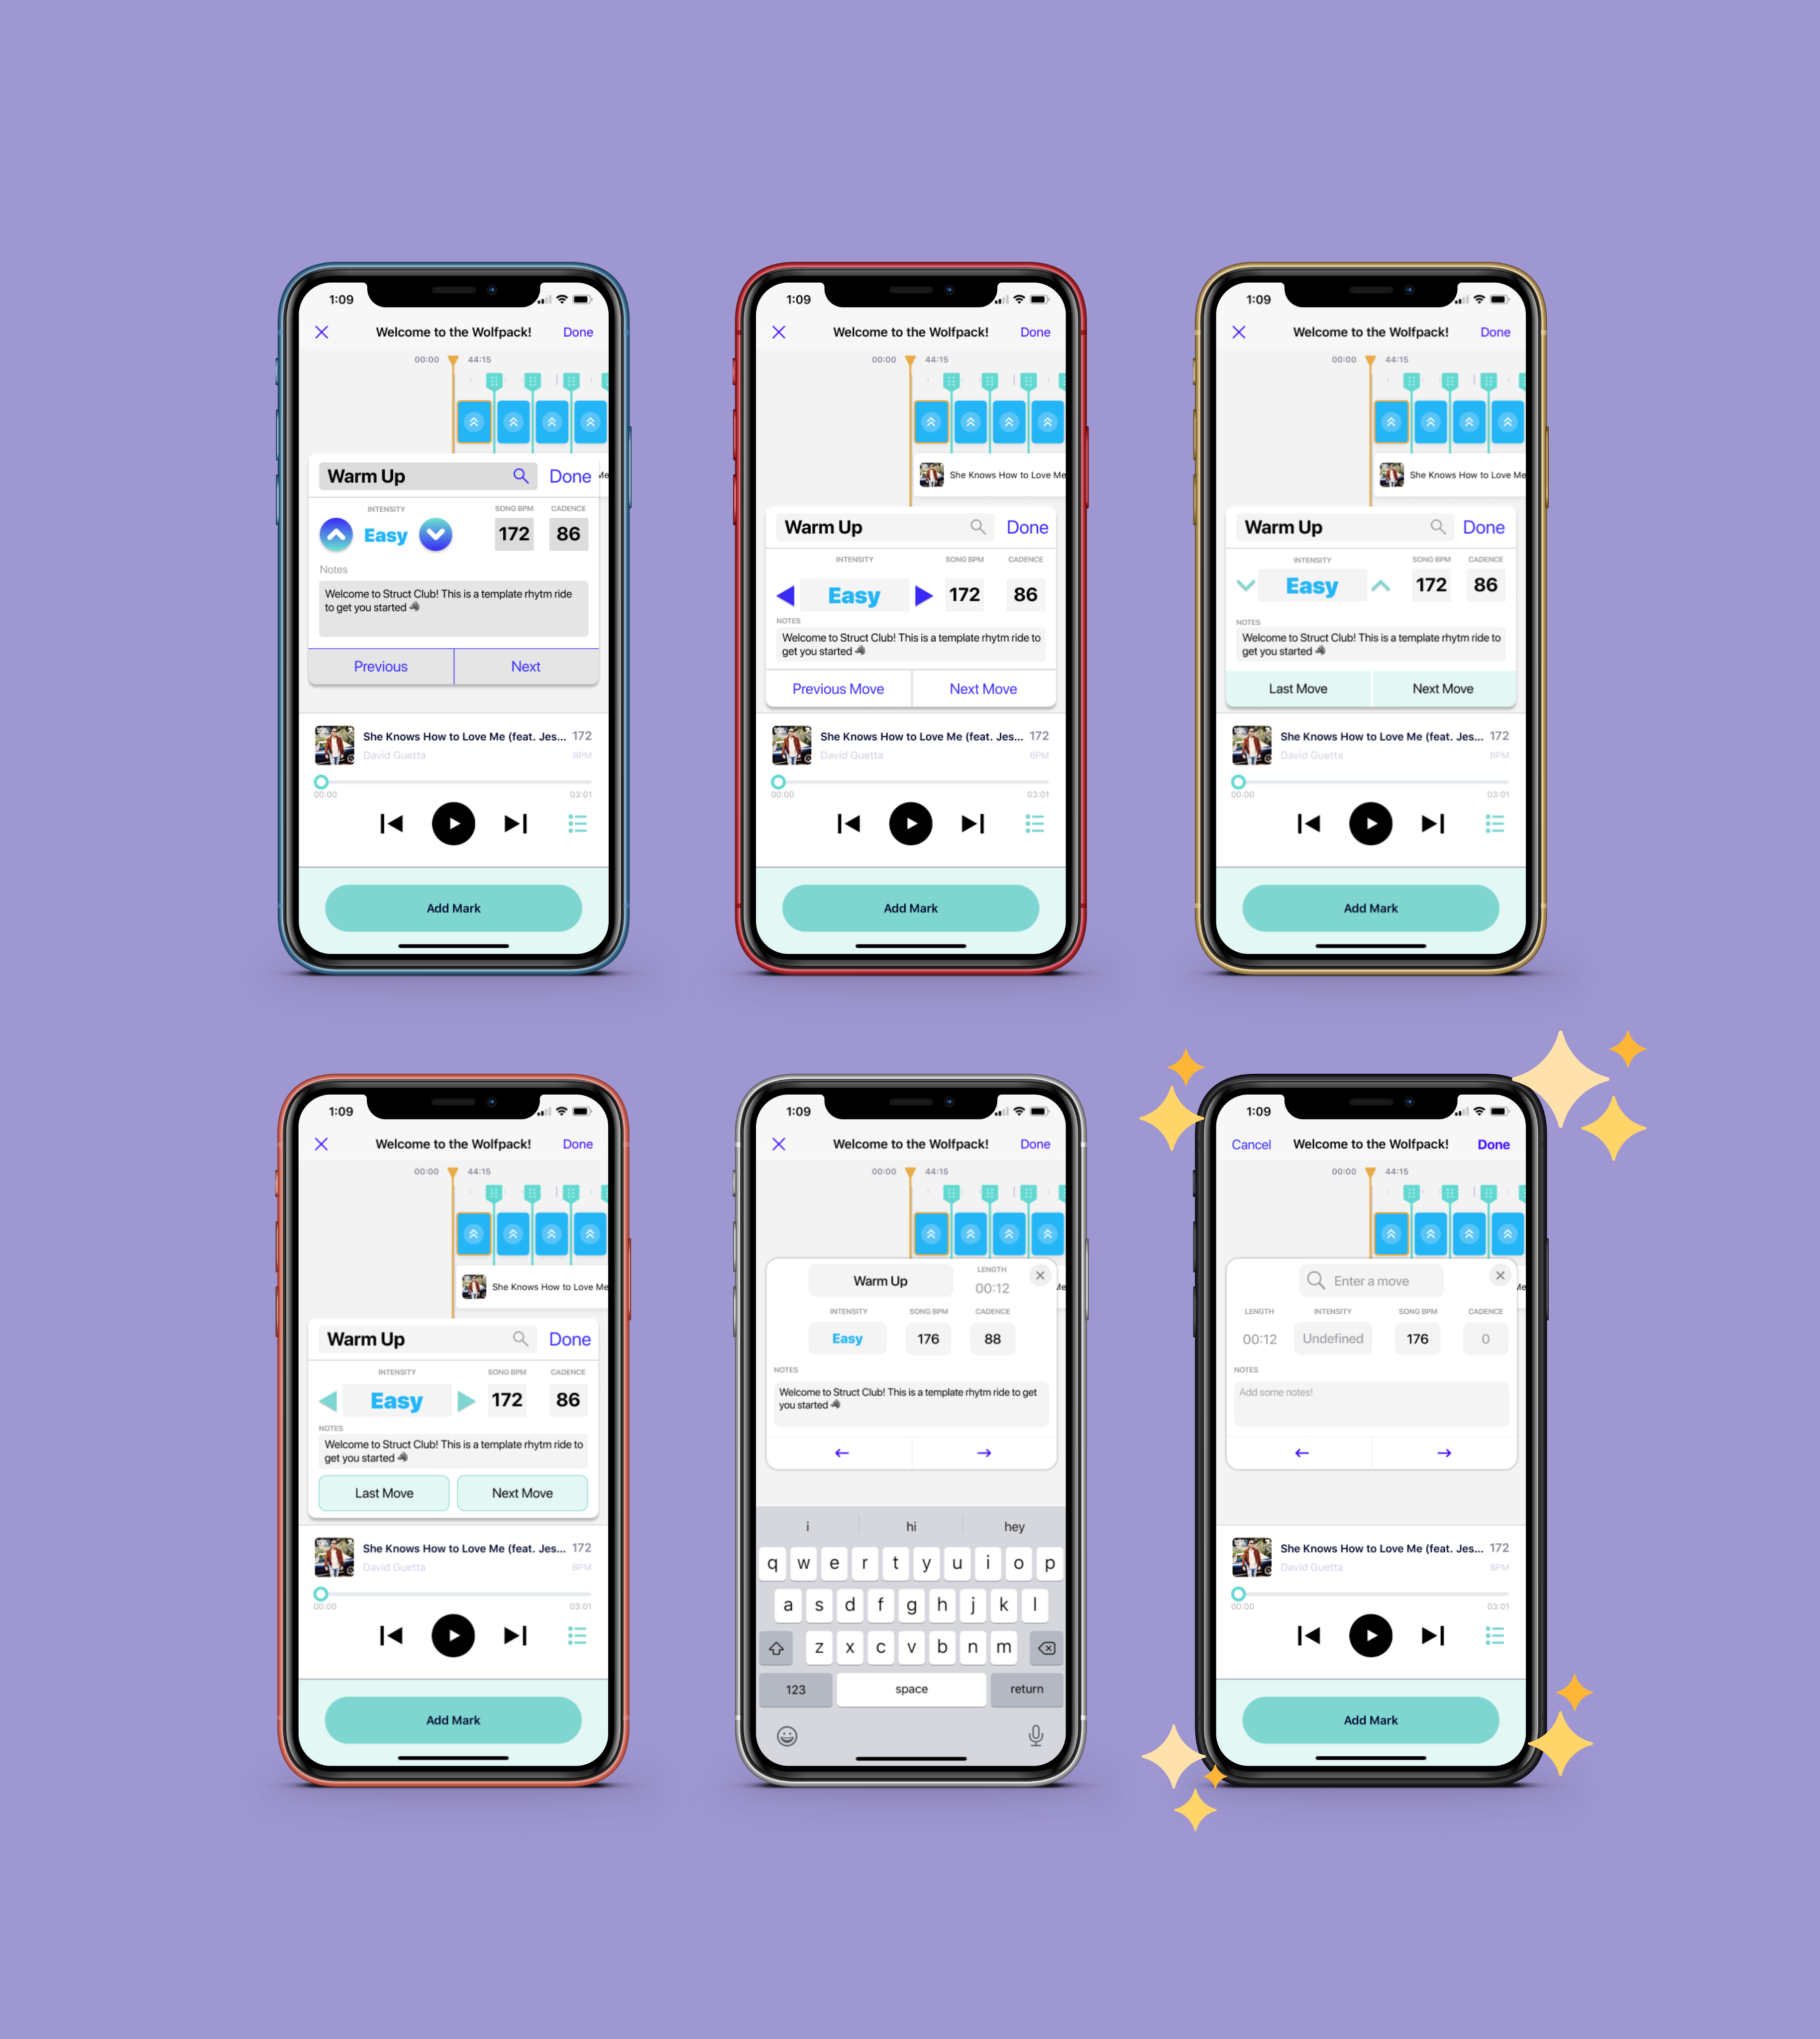 1:09
Welcome to the Wolfpack!
Done
00:00
44:15
Me
Warm Up
Done
INTENSITY
SONG BPM
CADENCE
Easy
172
86
Notes
Welcome to Struct Club! This is a template rhytm ride
to get you started
Previous
Next
She Knows How to Love Me (feat. Jes...
172
David Guetta
BPM
00:00
03:01
Add Mark
1:09
Welcome to the Wolfpack!
Done
00:00
44:15
She Knows How to Love Me
Warm Up
Done
INTENSITY
SONG BPM
CADENCE
Easy
172
86
NOTES
Welcome to Struct Club! This is a template rhytm ride to
get you started
Previous Move
Next Move
She Knows How to Love Me (feat. Jes...
172
David Guetta
BPM
00:00
03:01
Add Mark
1:09
Welcome to the Wolfpack!
Done
00:00
44:15
She Knows How to Love Me
Warm Up
Done
INTENSITY
SONG BPM
CADENCE
Easy
172
86
NOTES
Welcome to Struct Club! This is a template rhytm ride to
get you started
Last Move
Next Move
She Knows How to Love Me (feat. Jes...
172
David Guetta
BPM
00:00
03:01
Add Mark
1:09
Welcome to the Wolfpack!
Done
00:00
44:15
She Knows How to Love Me
Warm Up
Done
INTENSITY
SONG BPM
CADENCE
Easy
172
86
NOTES
Welcome to Struct Club! This is a template rhytm ride to
get you started
Last Move
Next Move
She Knows How to Love Me (feat. Jes...
172
David Guetta
BPM
00:00
03:01
Add Mark
1:09
Welcome to the Wolfpack!
Done
00:00
44:15
Me
Warm Up
LENGTH
00:12
INTENSITY
SONG BPM
CADENCE
Easy
176
88
NOTES
Welcome to Struct Club! This is a template rhytm ride to get
you started
i
hi
hey
q w e r t y u i o p
a s d f g h j k l
z x c v b n m
123
space
return
1:09
Cancel
Welcome to the Wolfpack!
Done
00:00
44:15
Me
Enter a move
LENGTH
INTENSITY
SONG BPM
CADENCE
00:12
Undefined
176
0
NOTES
Add some notes!
She Knows How to Love Me (feat. Jes...
172
David Guetta
BPM
00:00
03:01
Add Mark